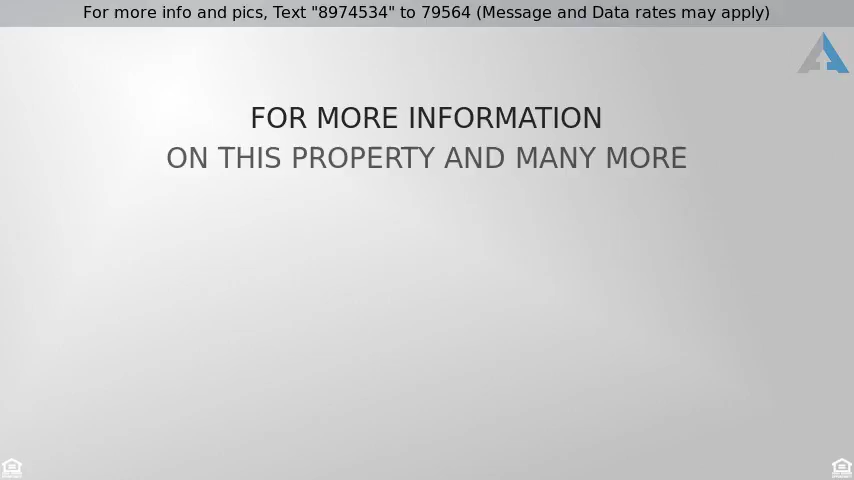 For more info and pics, Text "8974534" to 79564 (Message and Data rates may apply)
FOR MORE INFORMATION
ON THIS PROPERTY AND MANY MORE